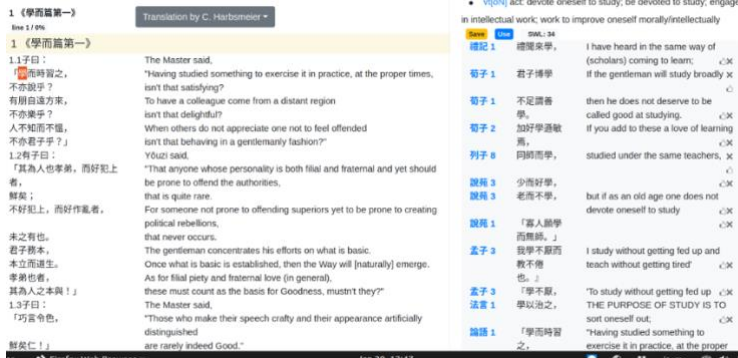 1 《學而篇第一》
Translation by C. Harbsmeier
line 1 / 0%
1 《學而篇第一》
1.1子曰： The Master said,
「學而時習之， "Having studied something to exercise it in practice, at the proper times,
不亦說乎？ isn't that satisfying?
有朋自遠方來， To have a colleague come from a distant region
不亦樂乎？ isn't that delightful?
人不知而不慍， When others do not appreciate one not to feel offended
不亦君子乎？」 isn't that behaving in a gentlemanly fashion?"
1.2有子曰： Yǒuzǐ said,
「其為人也孝弟，而好犯上 "That anyone whose personality is both filial and fraternal and yet should
者， be prone to offend the authorities,
鮮矣； that is quite rare.
不好犯上，而好作亂者， For someone not prone to offending superiors yet to be prone to creating
political rebellions,
未之有也。 that never occurs.
君子務本， The gentleman concentrates his efforts on what is basic.
本立而道生。 Once what is basic is established, then the Way will [naturally] emerge.
孝弟也者， As for filial piety and fraternal love (in general),
其為人之本與！」 these must count as the basis for Goodness, mustn't they?"
1.3子曰： The Master said,
「巧言令色， "Those who make their speech crafty and their appearance artificially
distinguished
鮮矣仁！」 are rarely indeed Good."
act: devote oneself to study; be devoted to study; engage
in intellectual work; work to improve oneself morally/intellectually
Save Use SWL: 34
禮記 1 禮聞來學， I have heard in the same way of
(scholars) coming to learn;
荀子 1 君子博學 If the gentleman will study broadly
荀子 1 不足謂善 then he does not deserve to be
學。 called good at studying.
荀子 2 加好學遜敏 If you add to these a love of learning
焉，
列子 8 同師而學， studied under the same teachers,
說苑 3 少而好學，
說苑 3 老而不學， but if as an old age one does not
devote oneself to study
說苑 1 「寡人願學
而無師。」
孟子 3 我學不厭而 I study without getting fed up and
教不倦 teach without getting tired'
也。』
孟子 3 「學不厭， 'To study without getting fed up
法言 1 學以治之， THE PURPOSE OF STUDY IS TO
sort oneself out;
論語 1 「學而時習 "Having studied something to
之， exercise it in practice, at the proper